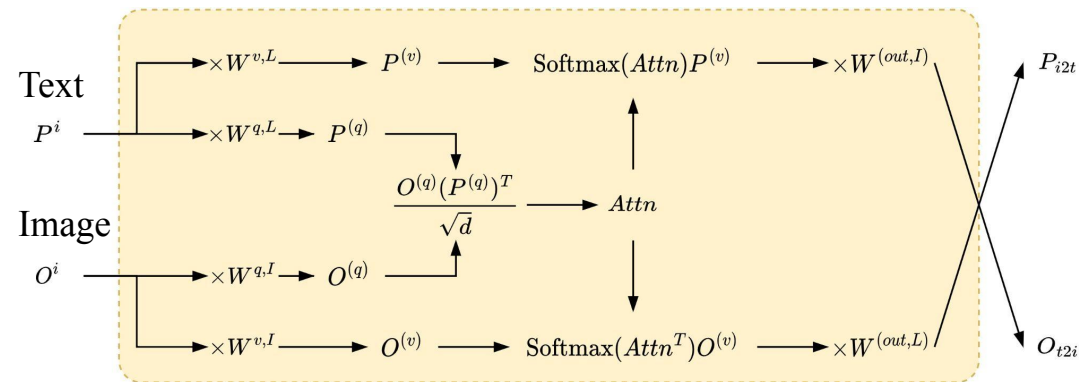 ×W^{v,L} P^{(v)} Softmax(Attn)P^{(v)} ×W^{(out,I)} P_{i2t}
Text
P^i ×W^{q,L} P^{(q)}
O^{(q)}(P^{(q)})^T
√d
Attn
Image
O^i ×W^{q,I} O^{(q)}
×W^{v,I} O^{(v)} Softmax(Attn^T)O^{(v)} ×W^{(out,L)} O_{t2i}